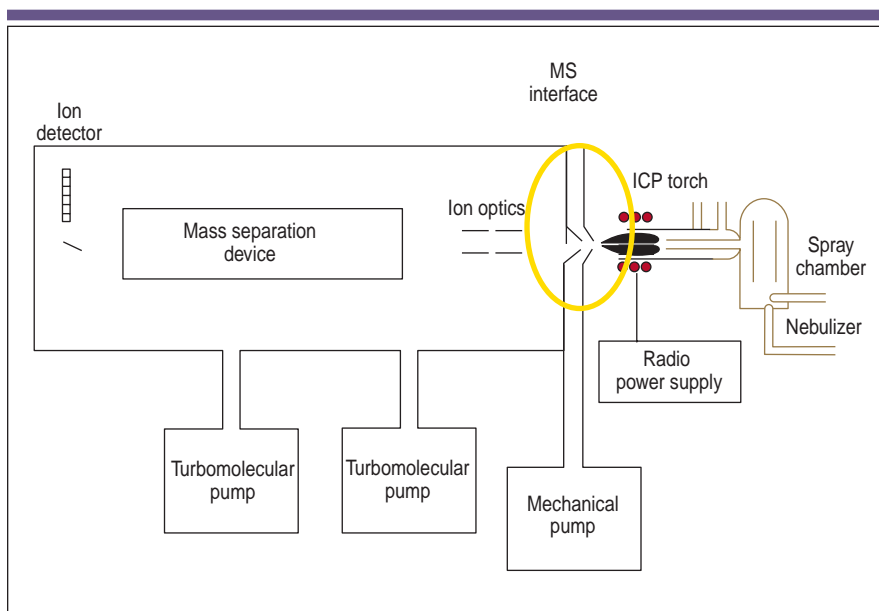 MS
interface
Ion
detector
ICP torch
Ion optics
Mass separation
device
Spray
chamber
Nebulizer
Radio
power supply
Turbomolecular
pump
Turbomolecular
pump
Mechanical
pump